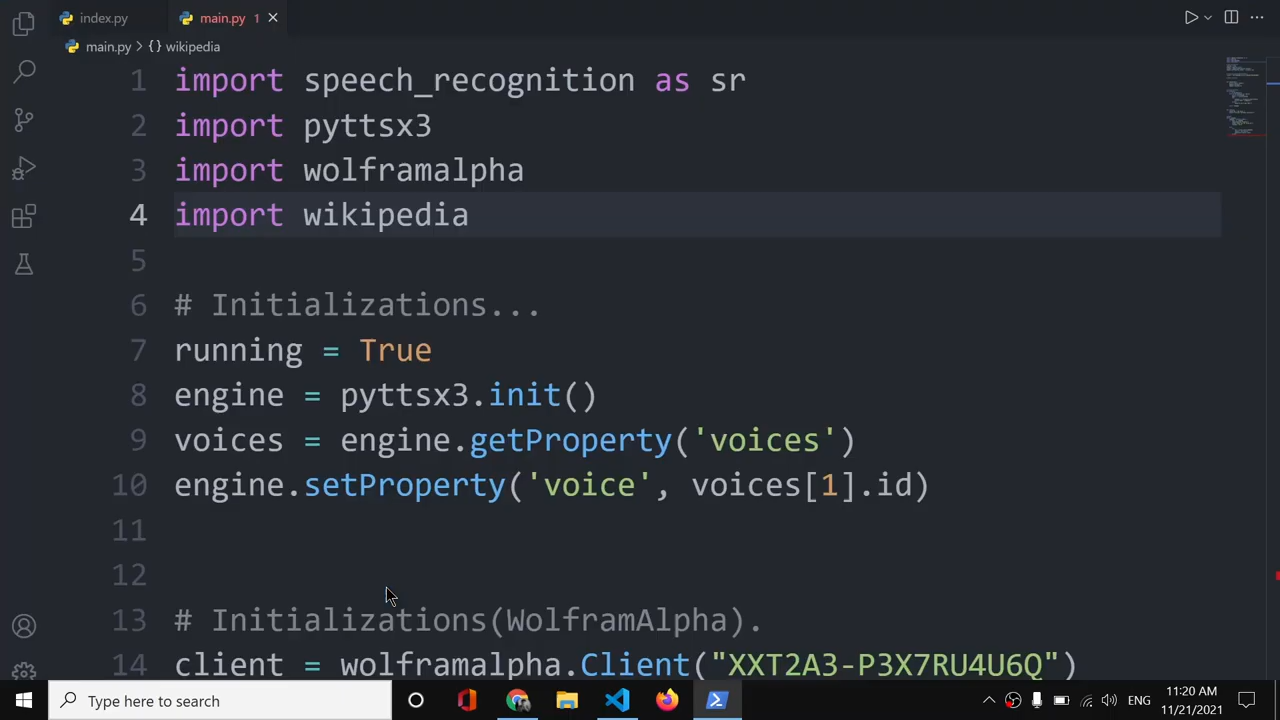 index.py
main.py 1
main.py > {} wikipedia
1 import speech_recognition as sr
2 import pyttsx3
3 import wolframalpha
4 import wikipedia
5
6 # Initializations...
7 running = True
8 engine = pyttsx3.init()
9 voices = engine.getProperty('voices')
10 engine.setProperty('voice', voices[1].id)
11
12
13 # Initializations(WolframAlpha).
14 client = wolframalpha.Client("XXT2A3-P3X7RU4U6Q")
Type here to search
ENG
11:20 AM
11/21/2021